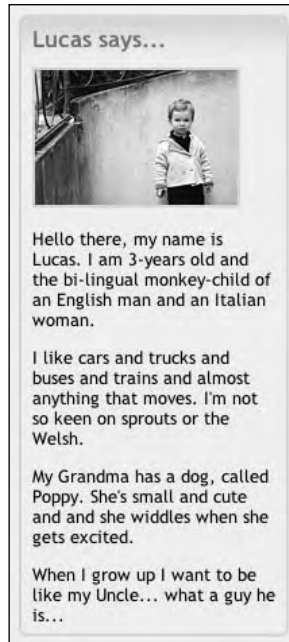 Lucas says...
Hello there, my name is
Lucas. I am 3-years old and
the bi-lingual monkey-child of
an English man and an Italian
woman.
I like cars and trucks and
buses and trains and almost
anything that moves. I'm not
so keen on sprouts or the
Welsh.
My Grandma has a dog, called
Poppy. She's small and cute
and and she widdles when she
gets excited.
When I grow up I want to be
like my Uncle... what a guy he
is...